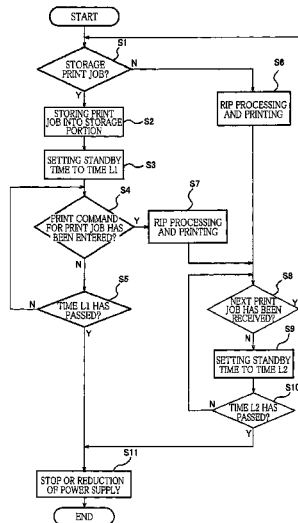 START
S1
STORAGE
PRINT JOB?
N
Y
S6
RIP PROCESSING
AND PRINTING
STORING PRINT
JOB INTO STORAGE
PORTION
S2
SETTING STANDBY
TIME TO TIME L1
S3
S4
PRINT COMMAND
FOR PRINT JOB HAS
BEEN ENTERED?
Y
N
S7
RIP PROCESSING
AND PRINTING
S5
TIME L1 HAS
PASSED?
N
Y
S8
NEXT PRINT
JOB HAS BEEN
RECEIVED?
Y
N
S9
SETTING STANDBY
TIME TO TIME L2
S10
TIME L2 HAS
PASSED?
N
Y
S11
STOP OR REDUCTION
OF POWER SUPPLY
END